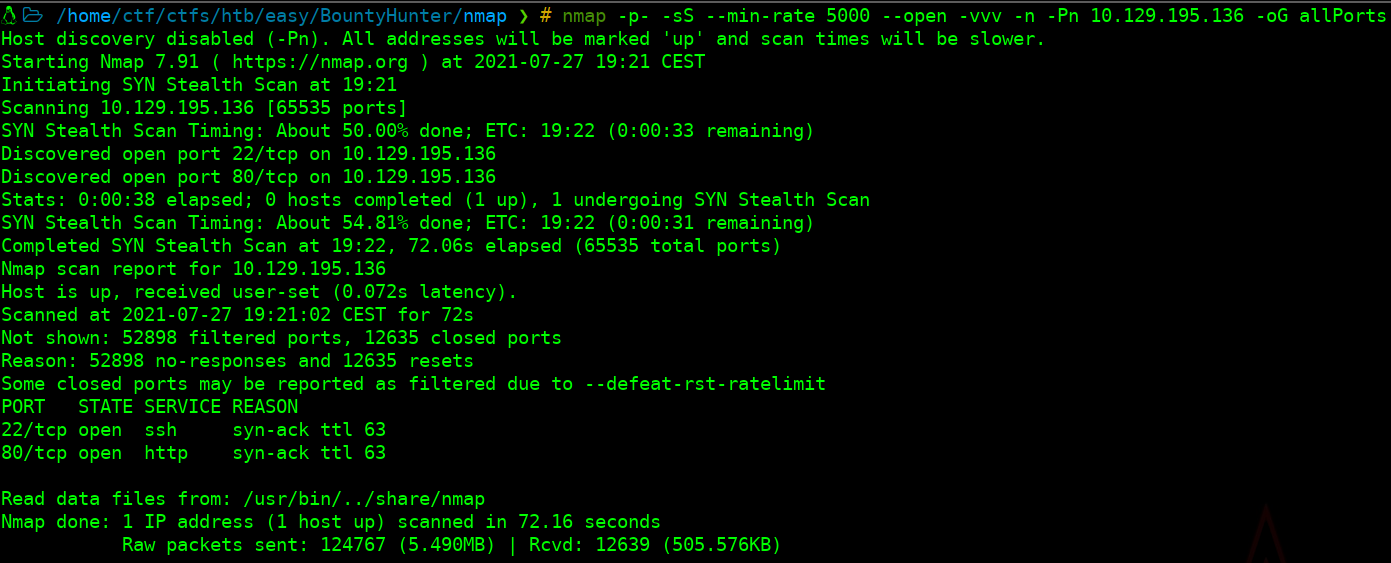 /home/ctf/ctfs/htb/easy/BountyHunter/nmap ❯ # nmap -p- -sS --min-rate 5000 --open -vvv -n -Pn 10.129.195.136 -oG allPorts
Host discovery disabled (-Pn). All addresses will be marked 'up' and scan times will be slower.
Starting Nmap 7.91 ( https://nmap.org ) at 2021-07-27 19:21 CEST
Initiating SYN Stealth Scan at 19:21
Scanning 10.129.195.136 [65535 ports]
SYN Stealth Scan Timing: About 50.00% done; ETC: 19:22 (0:00:33 remaining)
Discovered open port 22/tcp on 10.129.195.136
Discovered open port 80/tcp on 10.129.195.136
Stats: 0:00:38 elapsed; 0 hosts completed (1 up), 1 undergoing SYN Stealth Scan
SYN Stealth Scan Timing: About 54.81% done; ETC: 19:22 (0:00:31 remaining)
Completed SYN Stealth Scan at 19:22, 72.06s elapsed (65535 total ports)
Nmap scan report for 10.129.195.136
Host is up, received user-set (0.072s latency).
Scanned at 2021-07-27 19:21:02 CEST for 72s
Not shown: 52898 filtered ports, 12635 closed ports
Reason: 52898 no-responses and 12635 resets
Some closed ports may be reported as filtered due to --defeat-rst-ratelimit
PORT   STATE SERVICE REASON
22/tcp open  ssh     syn-ack ttl 63
80/tcp open  http    syn-ack ttl 63
Read data files from: /usr/bin/../share/nmap
Nmap done: 1 IP address (1 host up) scanned in 72.16 seconds
Raw packets sent: 124767 (5.490MB) | Rcvd: 12639 (505.576KB)